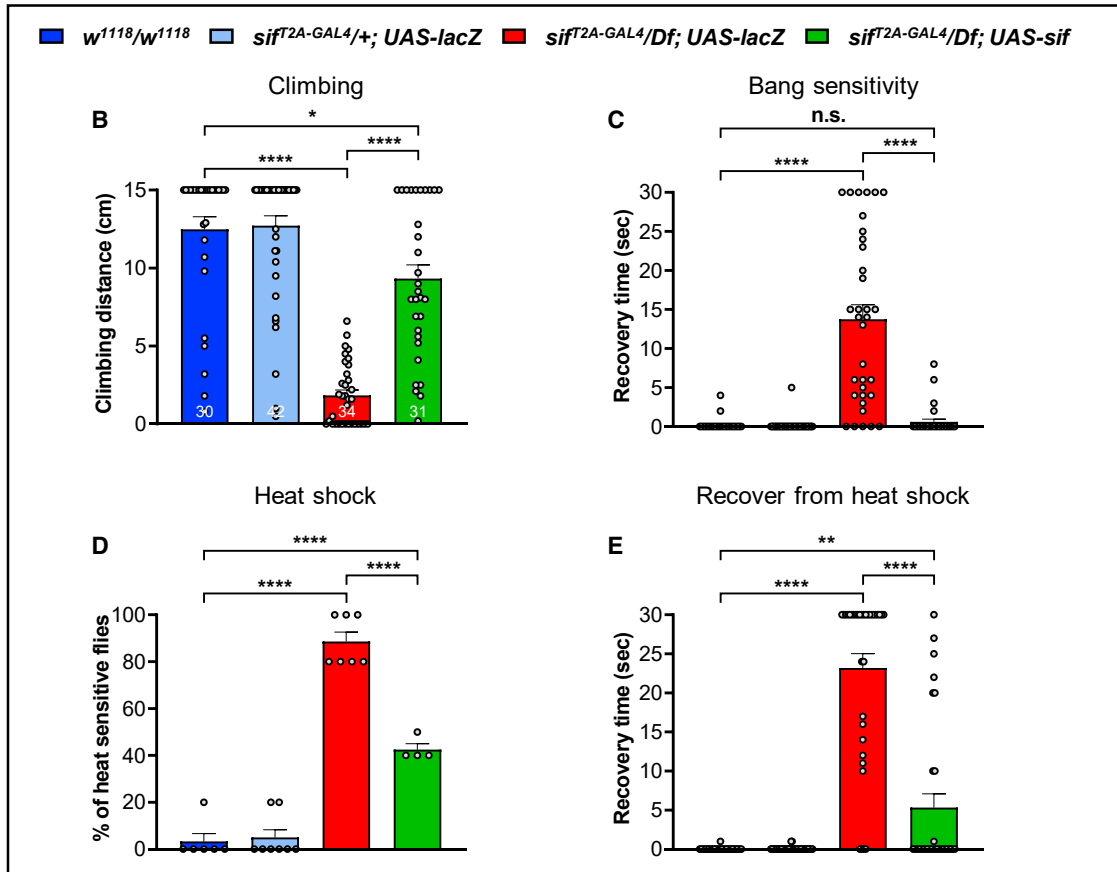 w1118/w1118 sifT2A-GAL4/+; UAS-lacZ sifT2A-GAL4/Df; UAS-lacZ sifT2A-GAL4/Df; UAS-sif
Climbing
B
*
****
****
Climbing distance (cm)
15
10
5
0
30 42 34 31
Bang sensitivity
C
n.s.
****
****
Recovery time (sec)
30
25
20
15
10
5
0
Heat shock
D
****
****
****
% of heat sensitive flies
100
80
60
40
20
0
Recover from heat shock
E
**
****
****
Recovery time (sec)
30
25
20
15
10
5
0